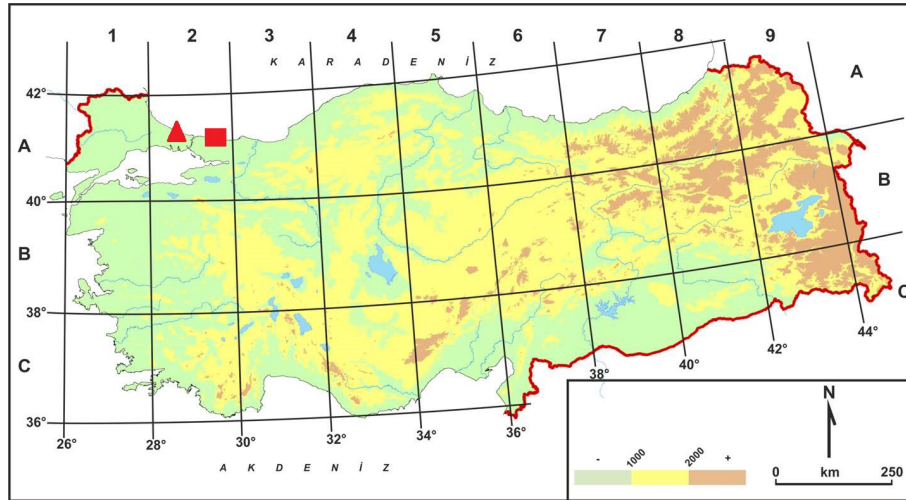 1 2 3 4 5 6 7 8 9
K A R A D E N İ Z
A
42°
A
B
40°
B
38°
C
C
44°
42°
40°
38°
36°
36°
26° 28° 30° 32° 34°
A K D E N İ Z
N
- 1000 2000 +
0 km 250